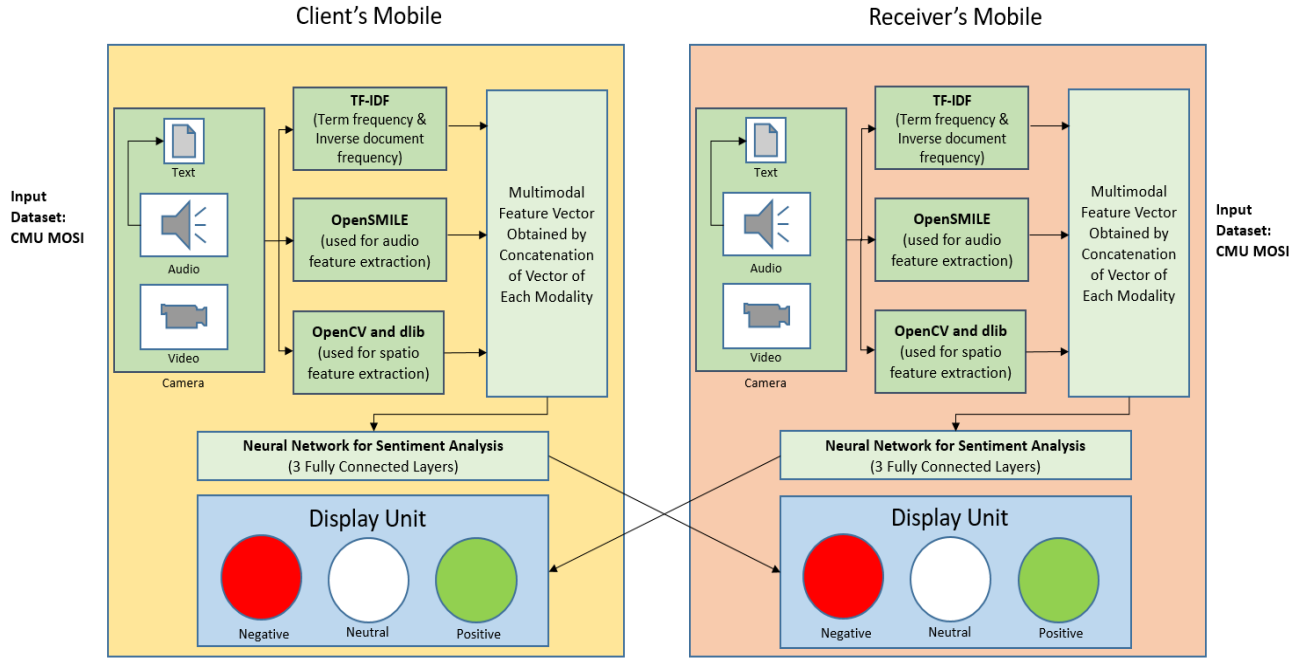 Client's Mobile
Input
Dataset:
CMU MOSI
Text
Audio
Video
Camera
TF-IDF
(Term frequency &
Inverse document
frequency)
OpenSMILE
(used for audio
feature extraction)
OpenCV and dlib
(used for spatio
feature extraction)
Multimodal
Feature Vector
Obtained by
Concatenation
of Vector of
Each Modality
Neural Network for Sentiment Analysis
(3 Fully Connected Layers)
Display Unit
Negative
Neutral
Positive
Receiver's Mobile
Text
Audio
Video
Camera
TF-IDF
(Term frequency &
Inverse document
frequency)
OpenSMILE
(used for audio
feature extraction)
OpenCV and dlib
(used for spatio
feature extraction)
Multimodal
Feature Vector
Obtained by
Concatenation
of Vector of
Each Modality
Input
Dataset:
CMU MOSI
Neural Network for Sentiment Analysis
(3 Fully Connected Layers)
Display Unit
Negative
Neutral
Positive